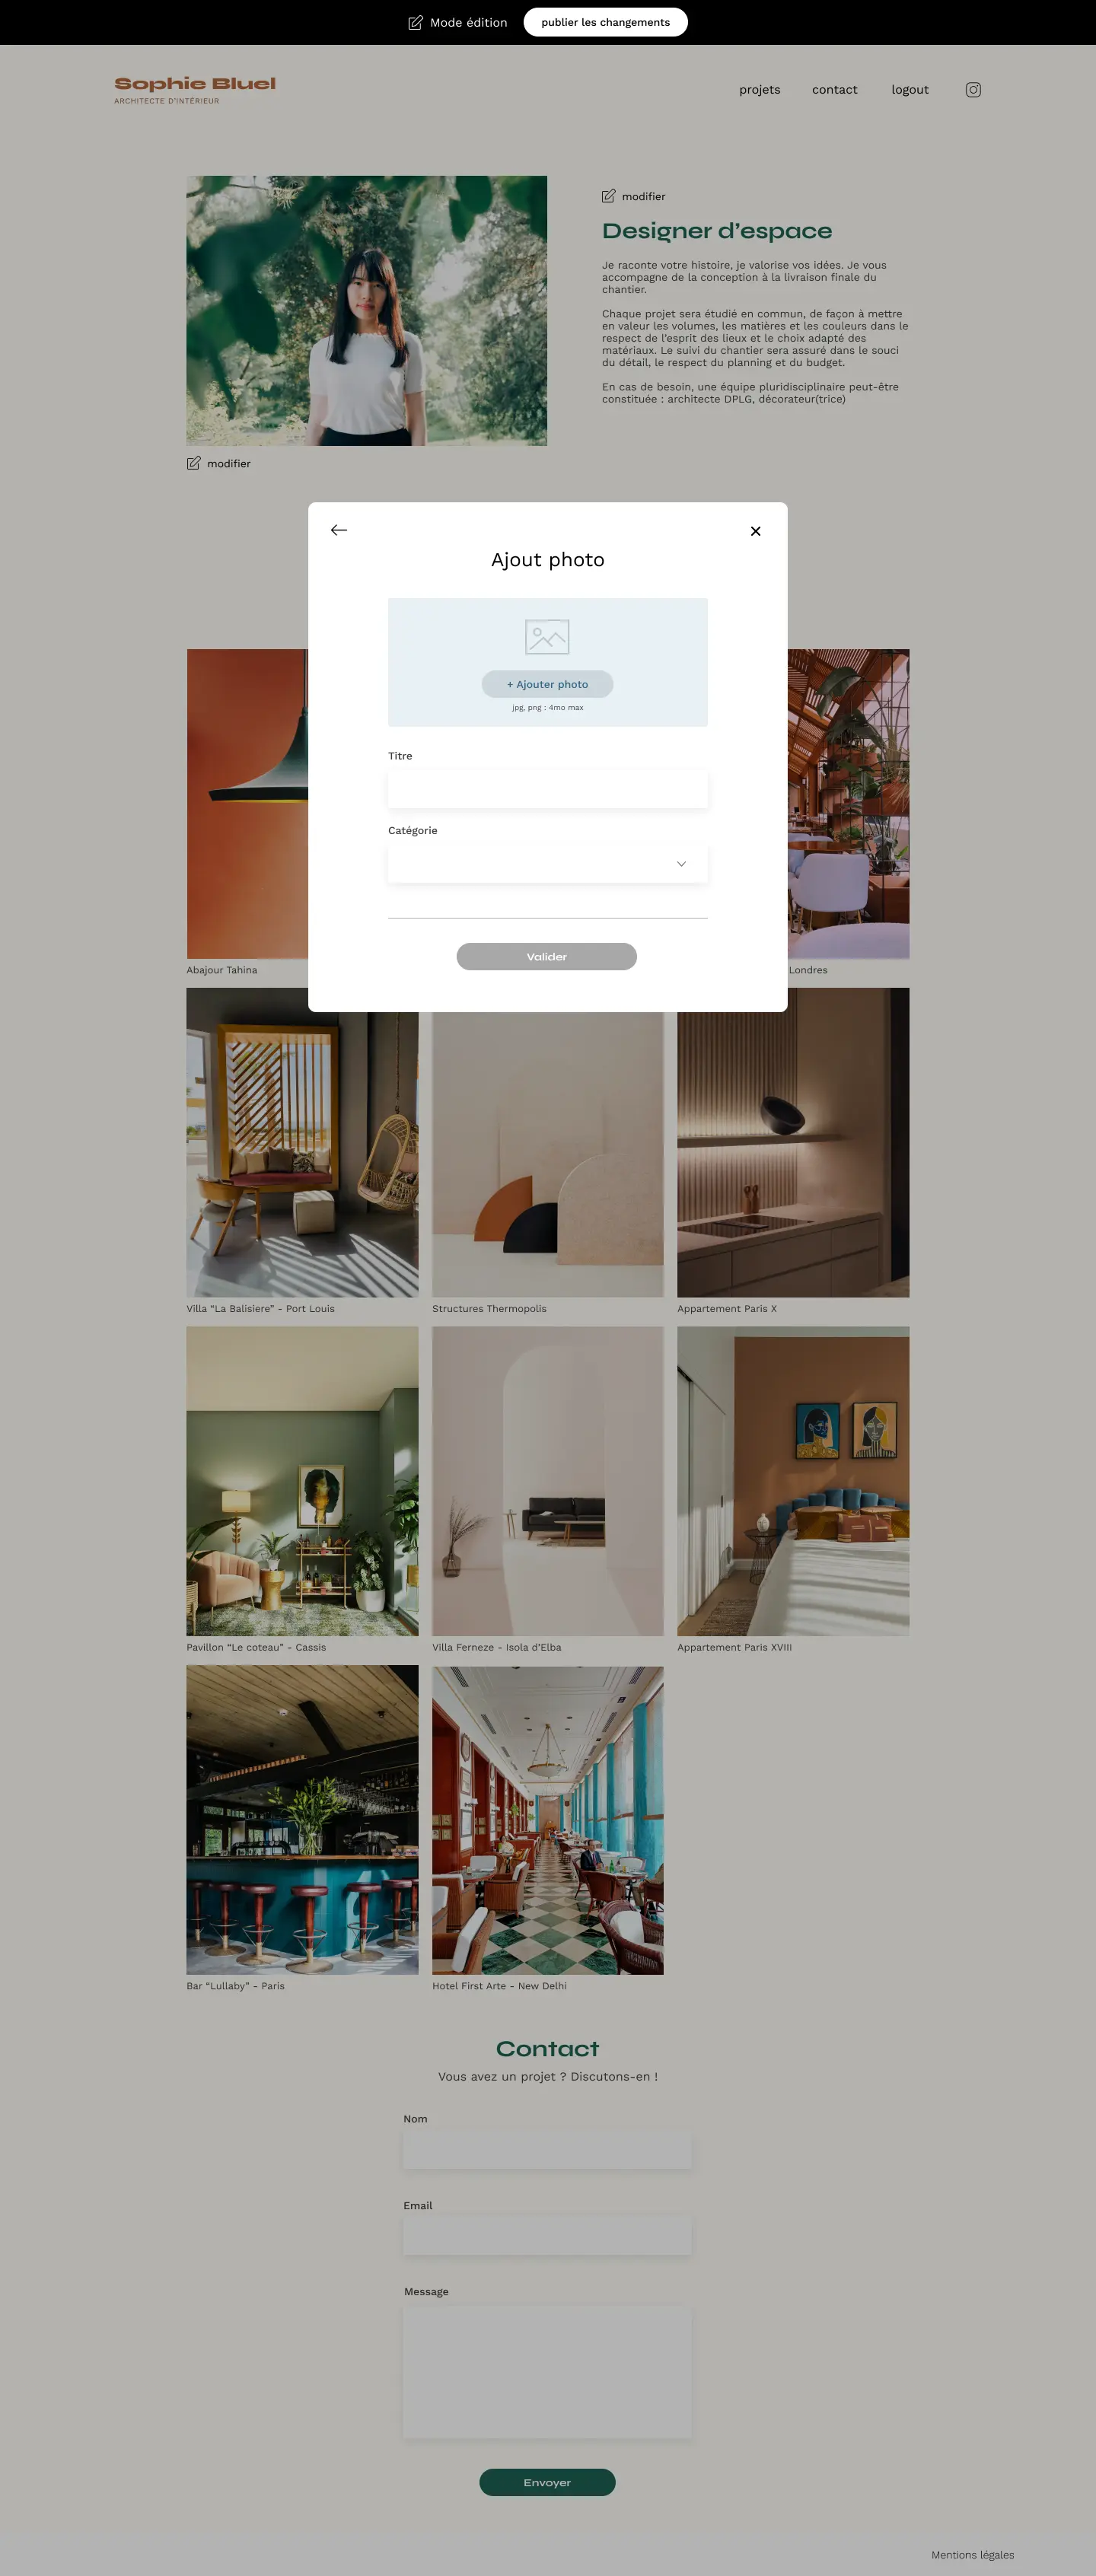 Mode édition
publier les changements
Sophie Bluel
ARCHITECTE D'INTÉRIEUR
projets
contact
logout
modifier
Designer d’espace
Je raconte votre histoire, je valorise vos idées. Je vous
accompagne de la conception à la livraison finale du
chantier.
Chaque projet sera étudié en commun, de façon à mettre
en valeur les volumes, les matières et les couleurs dans le
respect de l’esprit des lieux et le choix adapté des
matériaux. Le suivi du chantier sera assuré dans le souci
du détail, le respect du planning et du budget.
En cas de besoin, une équipe pluridisciplinaire peut-être
constituée : architecte DPLG, décorateur(trice)
modifier
Ajout photo
+ Ajouter photo
jpg, png : 4mo max
Titre
Catégorie
Valider
Abajour Tahina
Londres
Villa “La Balisiere” - Port Louis
Structures Thermopolis
Appartement Paris X
Pavillon “Le coteau” - Cassis
Villa Ferneze - Isola d’Elba
Appartement Paris XVIII
Bar “Lullaby” - Paris
Hotel First Arte - New Delhi
Contact
Vous avez un projet ? Discutons-en !
Nom
Email
Message
Envoyer
Mentions légales